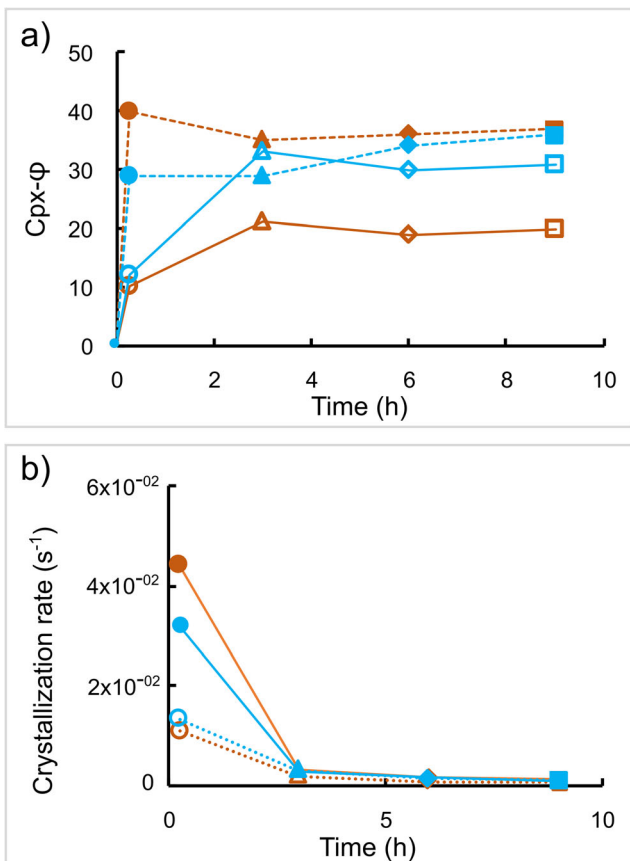 a)
50
40
30
20
10
0
Cpx-φ
0 2 4 6 8 10
Time (h)
b)
6x10⁻⁰²
4x10⁻⁰²
2x10⁻⁰²
0
Crystallization rate (s⁻¹)
0 5 10
Time (h)